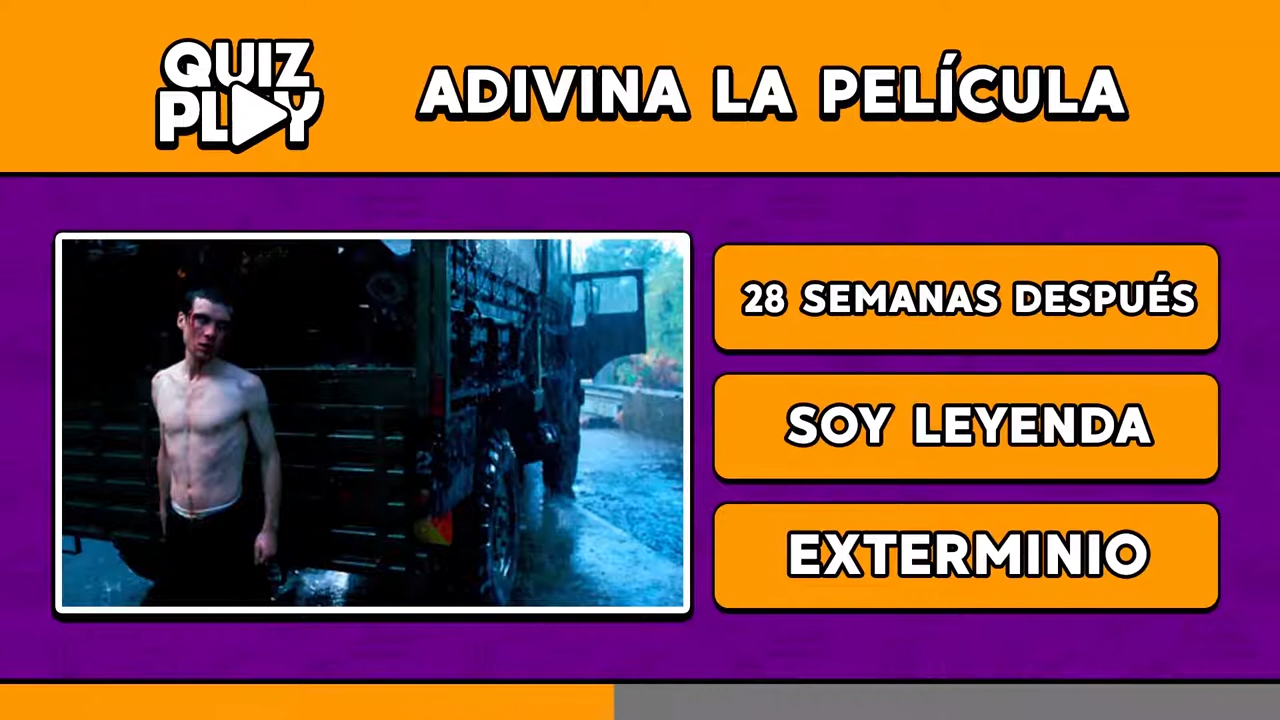 QUIZ
PLAY
ADIVINA LA PELÍCULA
28 SEMANAS DESPUÉS
SOY LEYENDA
EXTERMINIO